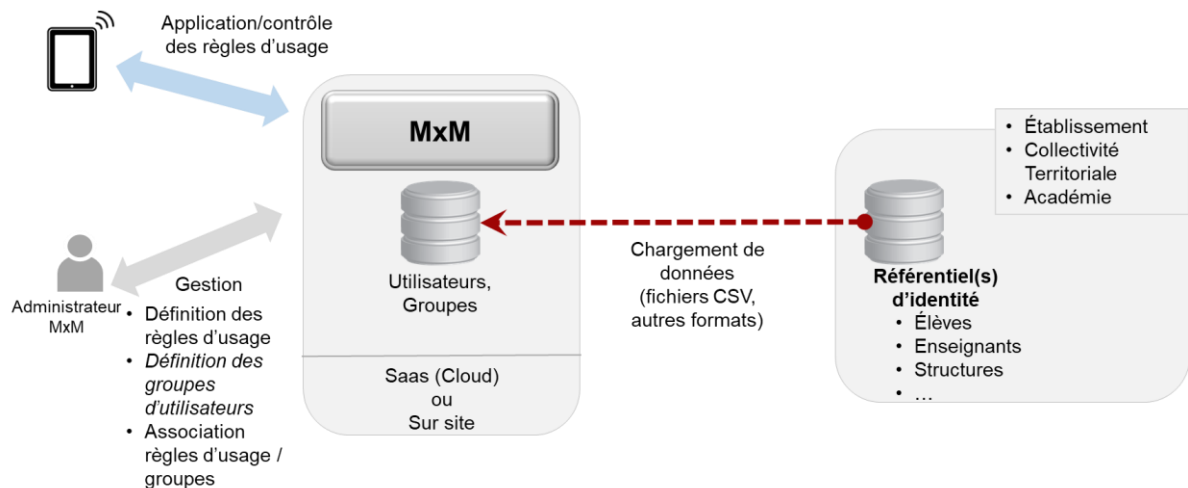 Application/contrôle
des règles d'usage
MxM
Utilisateurs,
Groupes
Saas (Cloud)
ou
Sur site
Administrateur
MxM
Gestion
• Définition des
règles d'usage
• Définition des
groupes
d'utilisateurs
• Association
règles d'usage /
groupes
Chargement de
données
(fichiers CSV,
autres formats)
• Établissement
• Collectivité
Territoriale
• Académie
Référentiel(s)
d'identité
• Élèves
• Enseignants
• Structures
• …